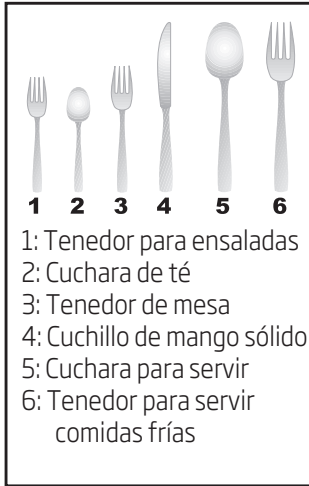 1 2 3 4 5 6
1: Tenedor para ensaladas
2: Cuchara de té
3: Tenedor de mesa
4: Cuchillo de mango sólido
5: Cuchara para servir
6: Tenedor para servir
comidas frías